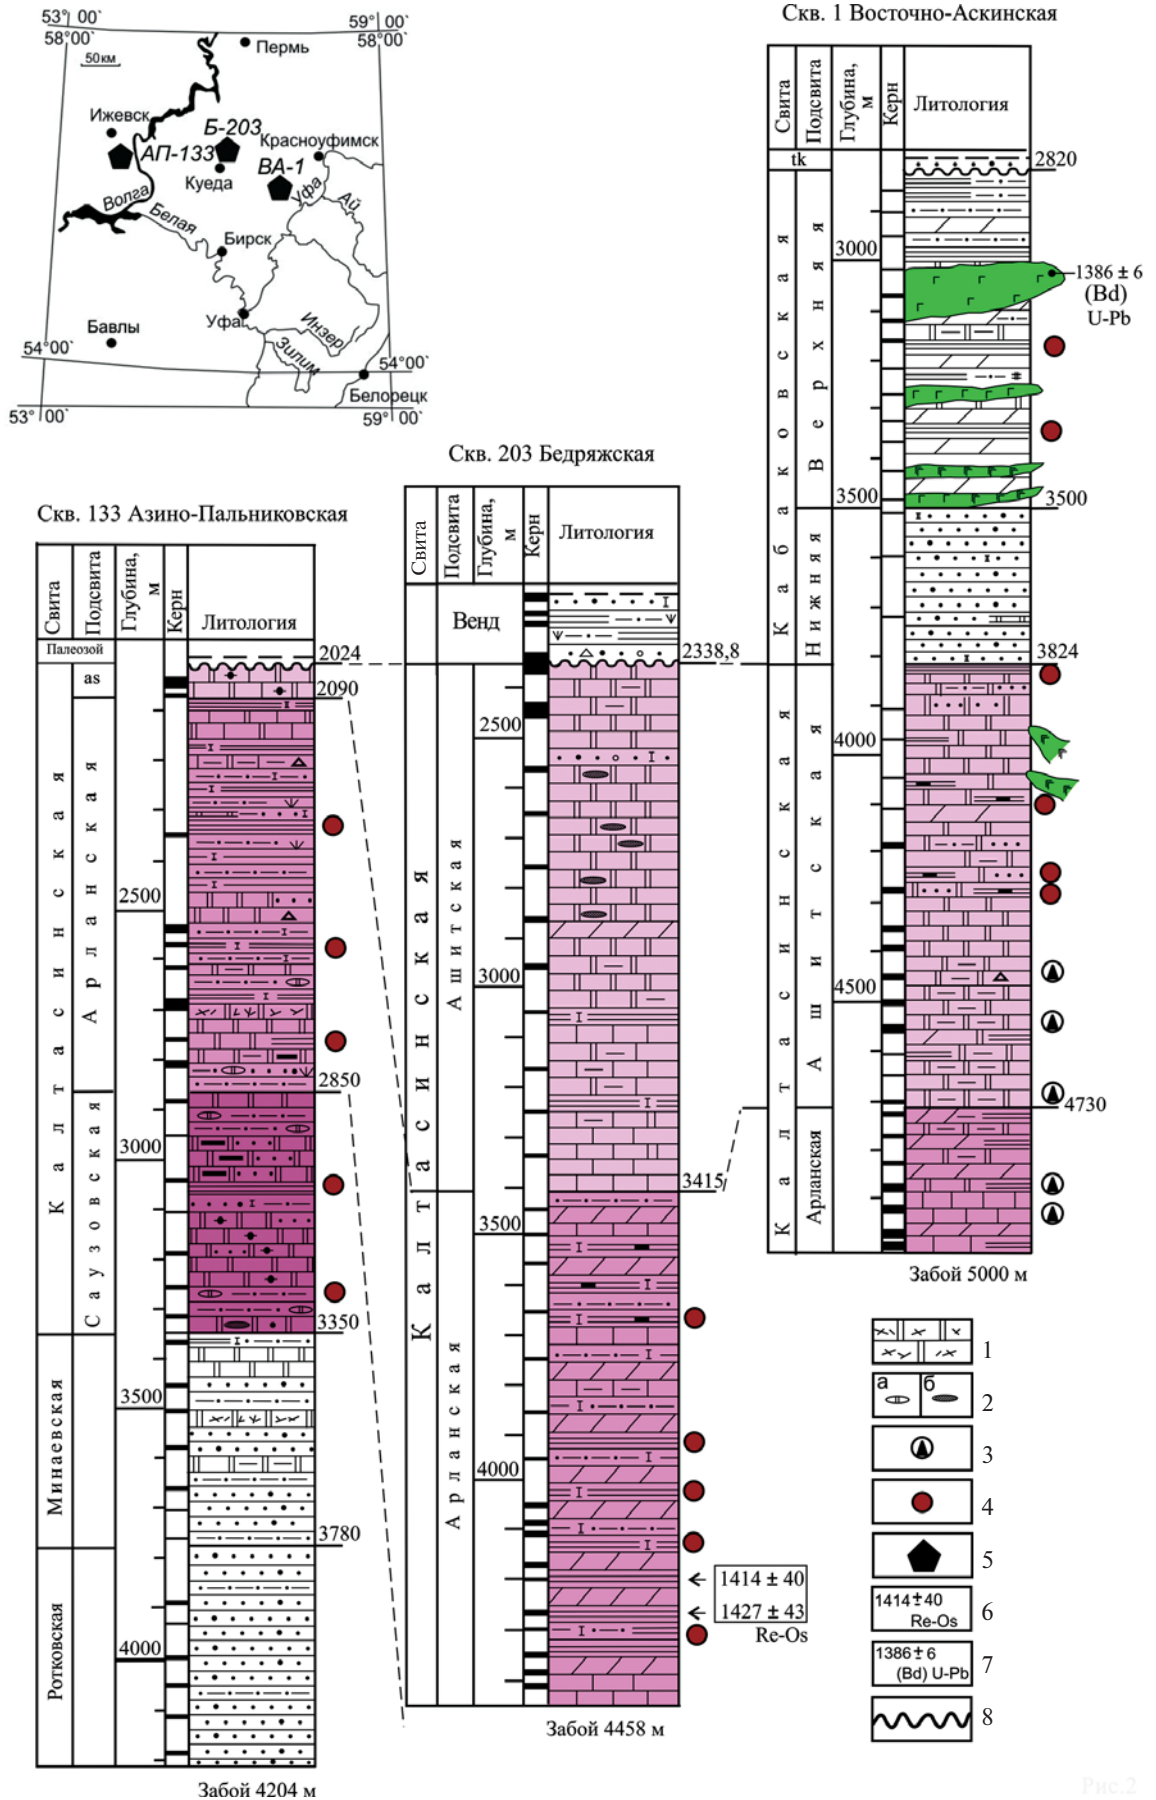 53° 00`
59° 00`
58°00`
58°00`
50км
Пермь
Ижевск
Б-203
Красноуфимск
АП-133
ВА-1
Куеда
Волга
Уфа
Ай
Белая
Бирск
Уфа
Инзер
Зилим
Бавлы
54°00`
54°00`
Белорецк
53° 00`
59°00`
Скв. 1 Восточно-Аскинская
Свита
Подсвита
Глубина, м
Керн
Литология
tk
2820
3000
1386 ± 6
(Bd)
U-Pb
3500
3500
3824
4000
4500
4730
Кабаковская
Верхняя
Нижняя
Калтасинская
Ашитская
Арланская
Забой 5000 м
Скв. 203 Бедряжская
Свита
Подсвита
Глубина, м
Керн
Литология
Венд
2338,8
2500
3000
3415
3500
4000
Калтасинская
Ашитская
Арланская
1414 ± 40
1427 ± 43
Re-Os
Забой 4458 м
Скв. 133 Азино-Пальниковская
Свита
Подсвита
Глубина, м
Керн
Литология
Палеозой
2024
as
2090
2500
2850
3000
3350
3500
3780
4000
Калтасинская
Арланская
Саузовская
Минаевская
Ротковская
Забой 4204 м
1
а
б
2
3
4
5
1414±40
Re-Os
6
1386±6
(Bd) U-Pb
7
8
Рис.2